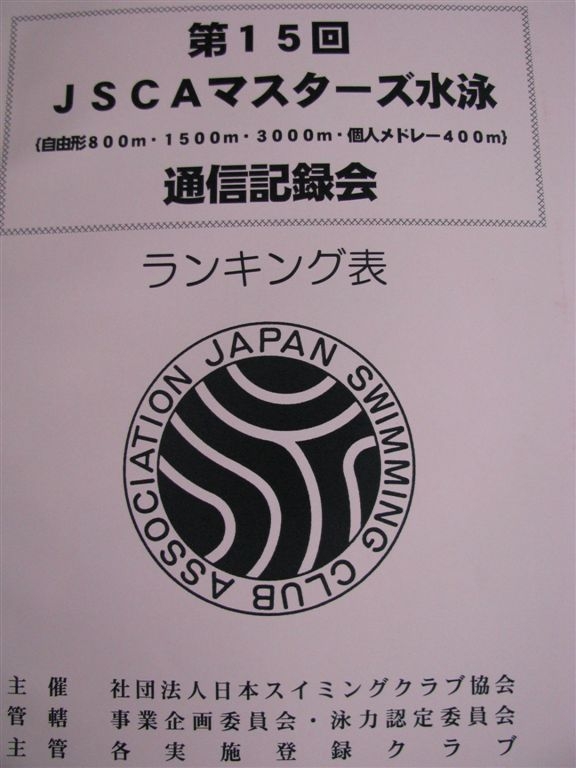 第１５回
ＪＳＣＡマスターズ水泳
{自由形８００ｍ・１５００ｍ・３０００ｍ・個人メドレー４００ｍ}
通信記録会
ランキング表
JAPAN SWIMMING CLUB ASSOCIATION
主　催　社団法人日本スイミングクラブ協会
管　轄　事業企画委員会・泳力認定委員会
主　管　各実施登録クラブ